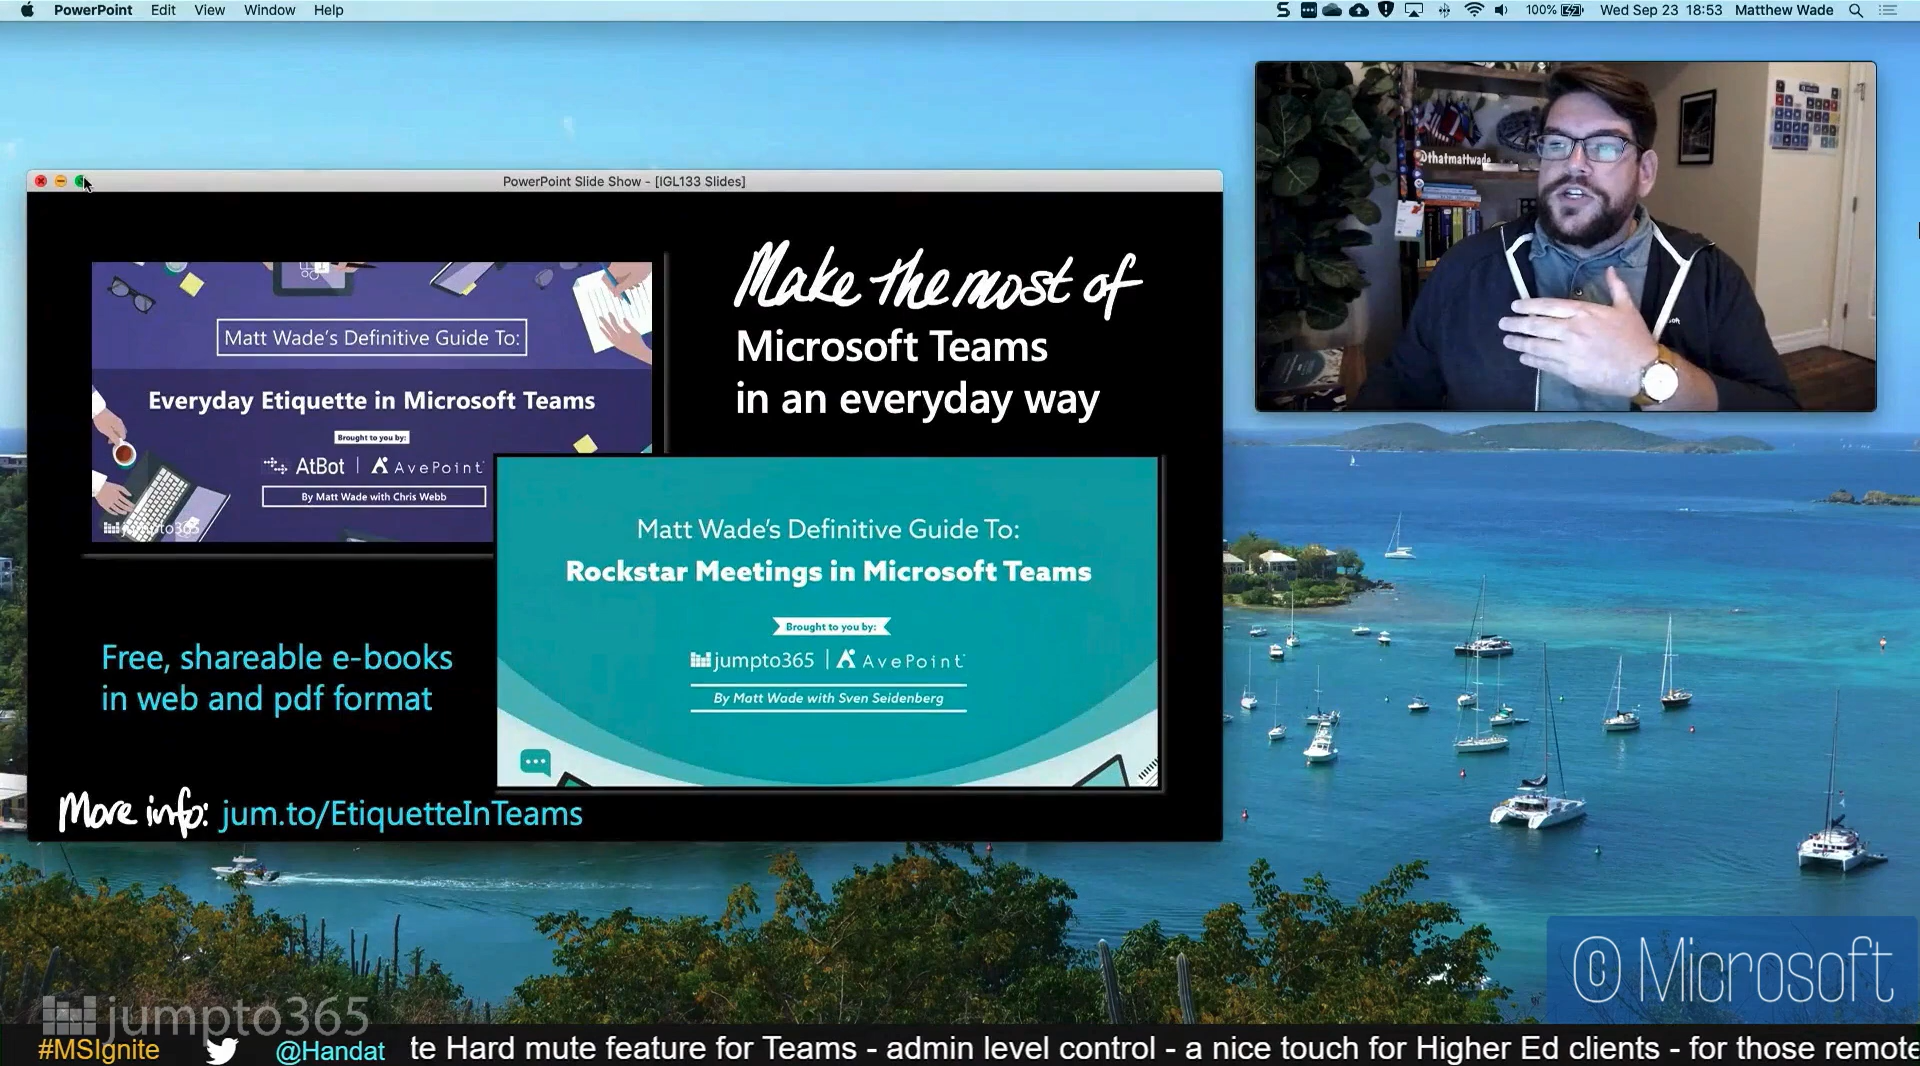 PowerPoint Edit View Window Help
100% Wed Sep 23 18:53 Matthew Wade
PowerPoint Slide Show - [IGL133 Slides]
@thatmattwade
Matt Wade's Definitive Guide To:
Everyday Etiquette in Microsoft Teams
Brought to you by:
AtBot | AvePoint
By Matt Wade with Chris Webb
jumpto365
Make the most of
Microsoft Teams
in an everyday way
Matt Wade's Definitive Guide To:
Rockstar Meetings in Microsoft Teams
Brought to you by:
jumpto365 | AvePoint
By Matt Wade with Sven Seidenberg
Free, shareable e-books
in web and pdf format
More info: jum.to/EtiquetteInTeams
© Microsoft
jumpto365
#MSIgnite @Handat te Hard mute feature for Teams - admin level control - a nice touch for Higher Ed clients - for those remote